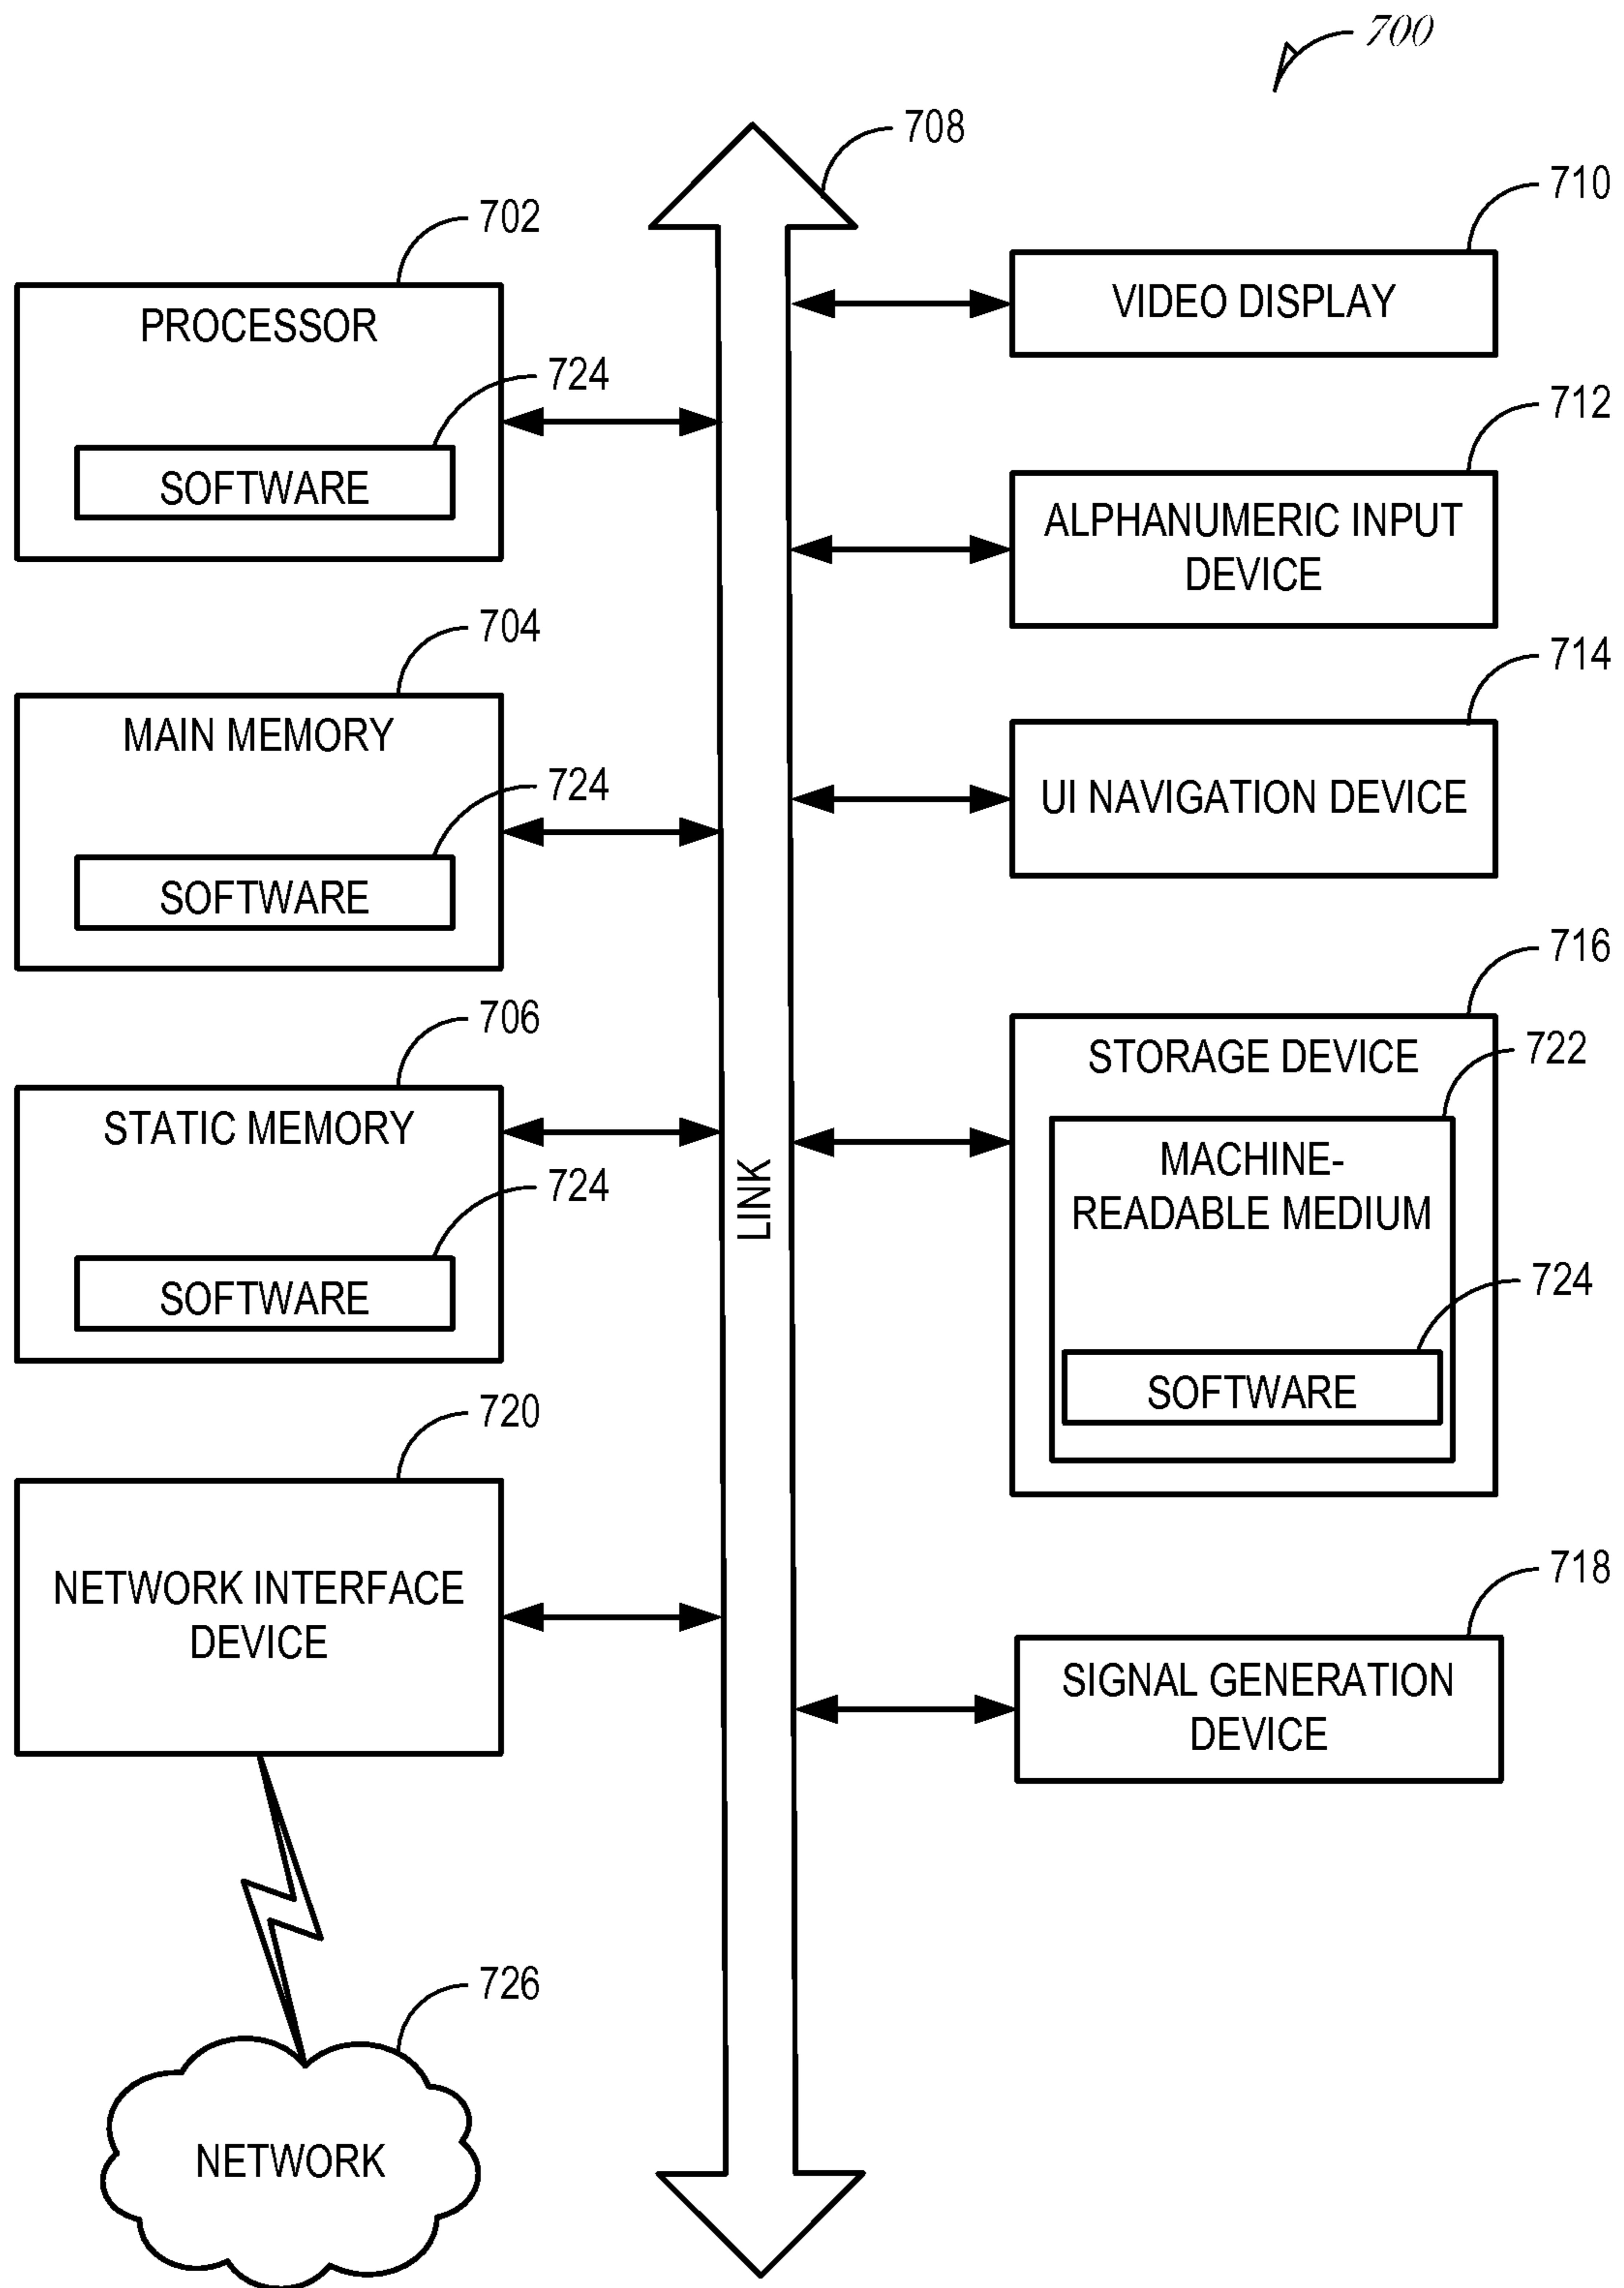 700
708
702
PROCESSOR
724
SOFTWARE
704
MAIN MEMORY
724
SOFTWARE
706
STATIC MEMORY
724
SOFTWARE
720
NETWORK INTERFACE
DEVICE
726
NETWORK
LINK
710
VIDEO DISPLAY
712
ALPHANUMERIC INPUT
DEVICE
714
UI NAVIGATION DEVICE
716
STORAGE DEVICE
722
MACHINE-
READABLE MEDIUM
724
SOFTWARE
718
SIGNAL GENERATION
DEVICE